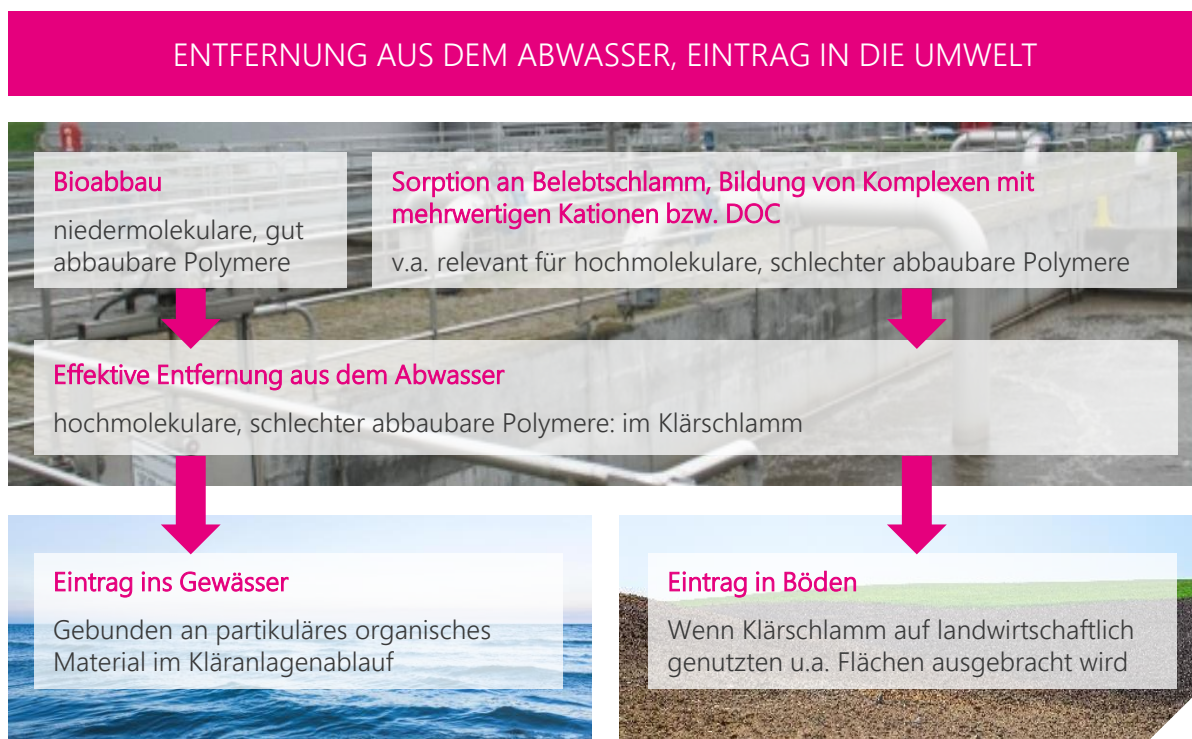 ENTFERNUNG AUS DEM ABWASSER, EINTRAG IN DIE UMWELT
Bioabbau
niedermolekulare, gut
abbaubare Polymere
Sorption an Belebtschlamm, Bildung von Komplexen mit
mehrwertigen Kationen bzw. DOC
v.a. relevant für hochmolekulare, schlechter abbaubare Polymere
Effektive Entfernung aus dem Abwasser
hochmolekulare, schlechter abbaubare Polymere: im Klärschlamm
Eintrag ins Gewässer
Gebunden an partikuläres organisches
Material im Kläranlagenablauf
Eintrag in Böden
Wenn Klärschlamm auf landwirtschaftlich
genutzten u.a. Flächen ausgebracht wird